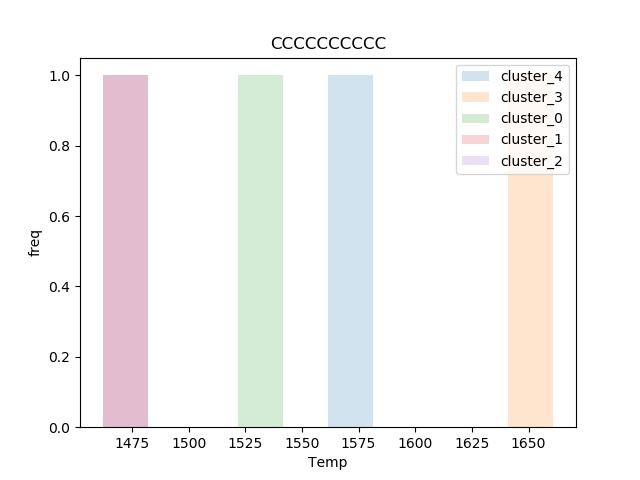 CCCCCCCCCC
cluster_4
cluster_3
cluster_0
cluster_1
cluster_2
freq
1.0
0.8
0.6
0.4
0.2
0.0
1475 1500 1525 1550 1575 1600 1625 1650
Temp